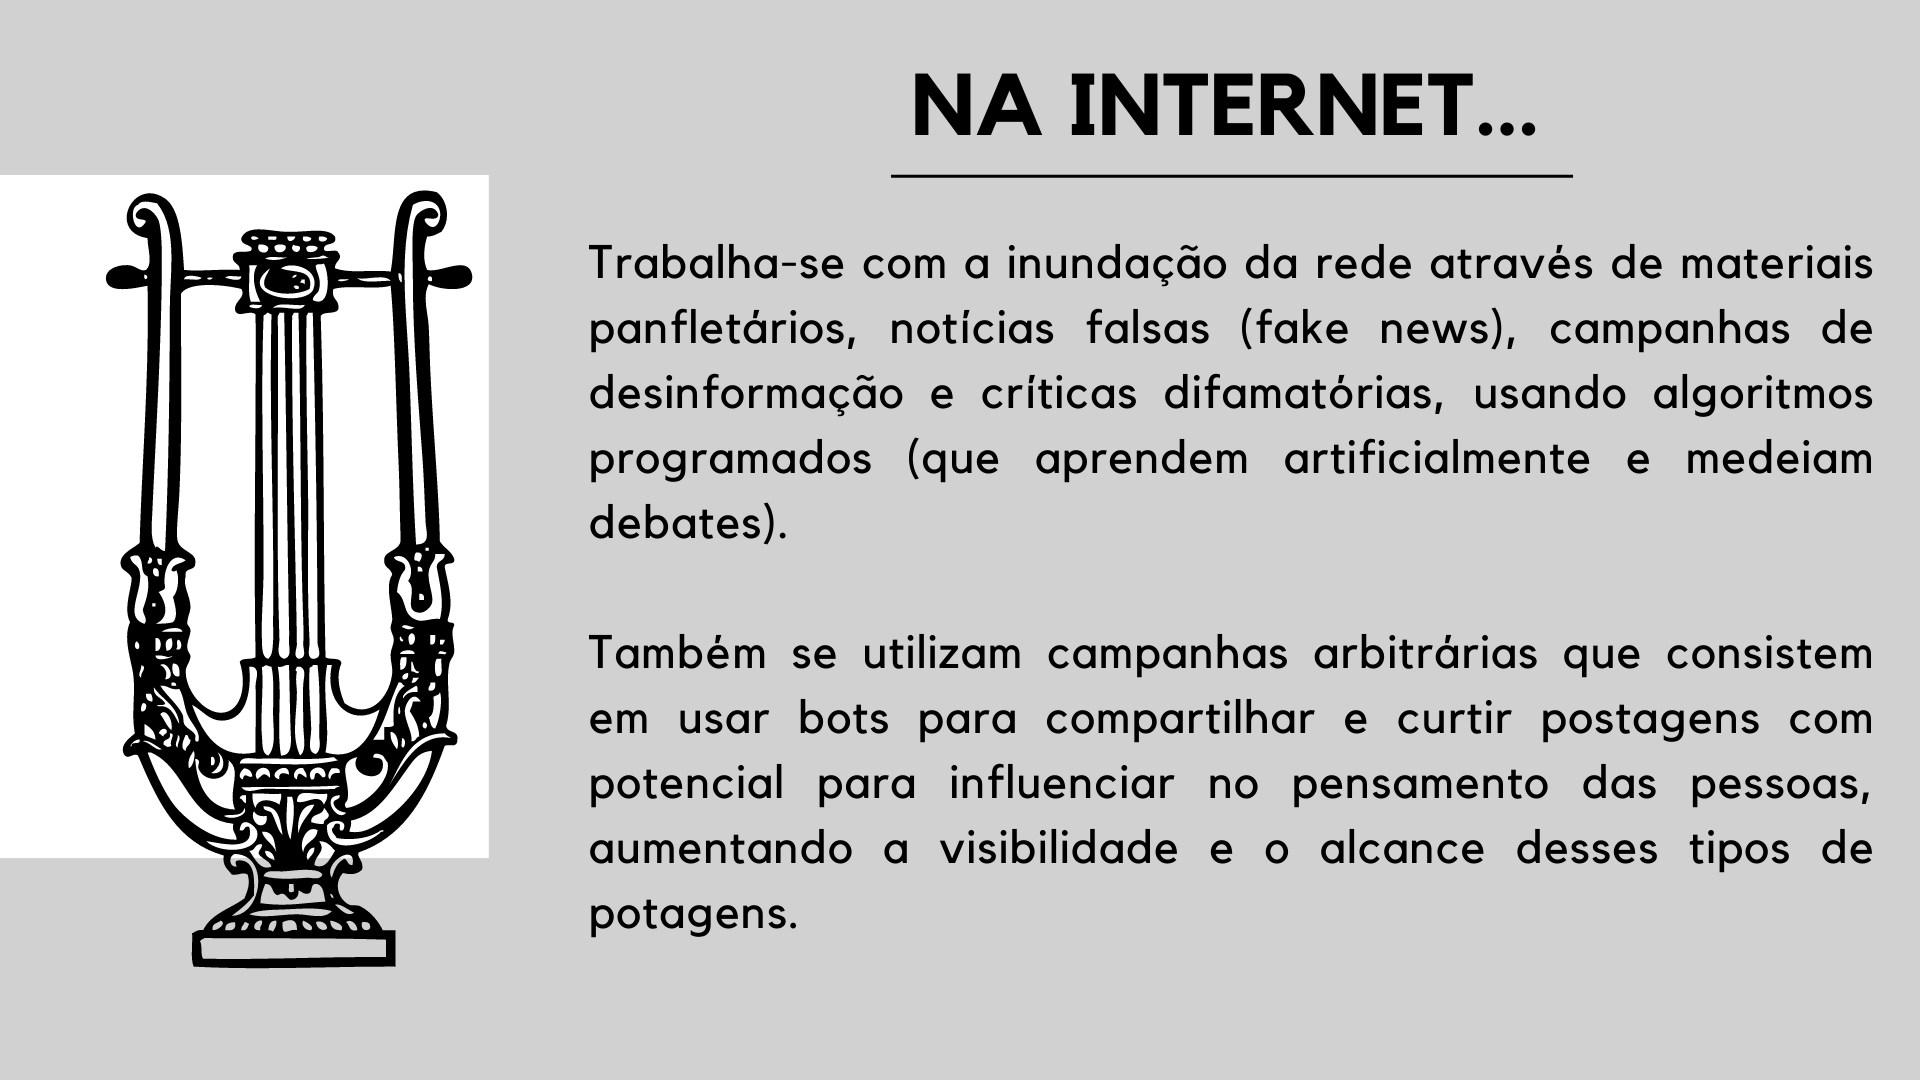 NA INTERNET...
Trabalha-se com a inundação da rede através de materiais
panfletários, notícias falsas (fake news), campanhas de
desinformação e críticas difamatórias, usando algoritmos
programados (que aprendem artificialmente e medeiam
debates).
Também se utilizam campanhas arbitrárias que consistem
em usar bots para compartilhar e curtir postagens com
potencial para influenciar no pensamento das pessoas,
aumentando a visibilidade e o alcance desses tipos de
potagens.